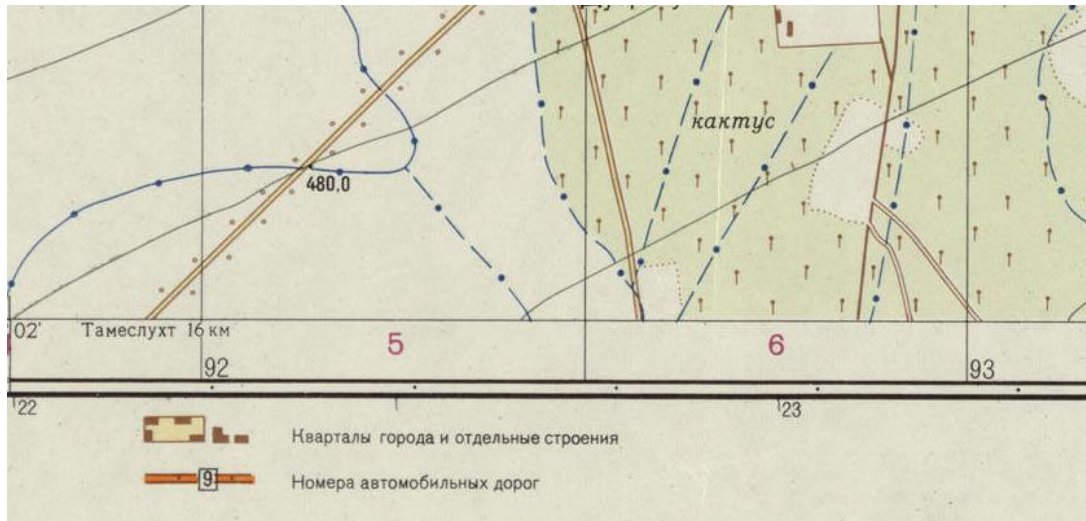 кактус
480,0
02' Тамеслухт 16 км 5 6
92 93
22 23
Кварталы города и отдельные строения
9 Номера автомобильных дорог